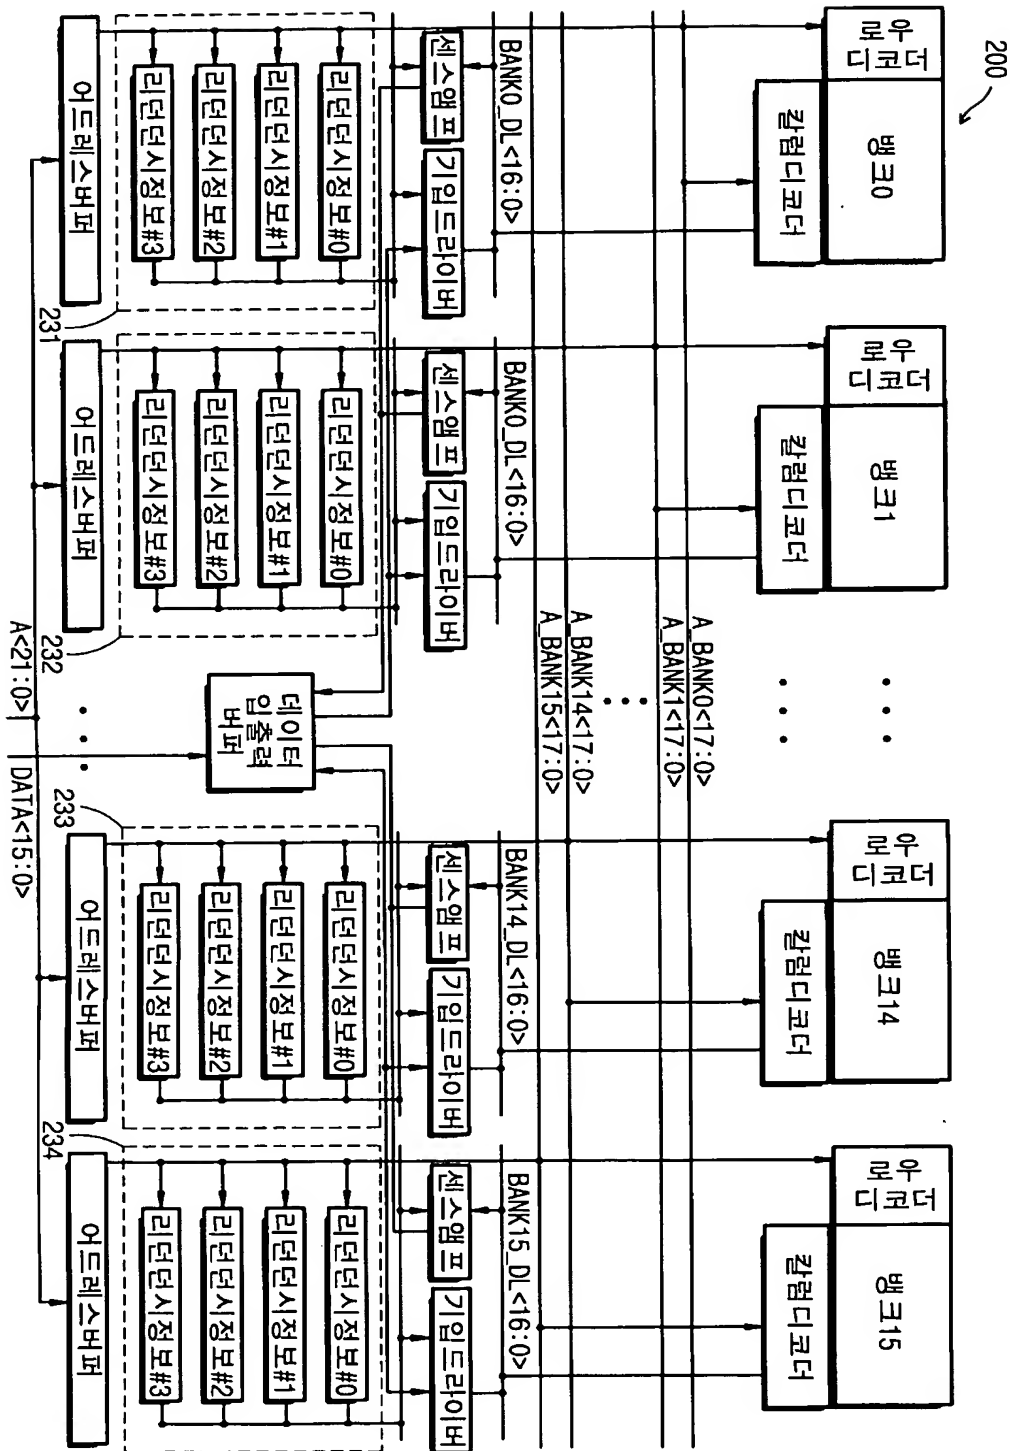 200
로우
디코더
뱅크0
칼럼디코더
로우
디코더
뱅크1
칼럼디코더
• • •
• • •
로우
디코더
뱅크14
칼럼디코더
로우
디코더
뱅크15
칼럼디코더
A_BANK0<17:0>
A_BANK1<17:0>
• • •
A_BANK14<17:0>
A_BANK15<17:0>
BANK0_DL<16:0>
센스앰프
기입드라이버
BANK0_DL<16:0>
센스앰프
기입드라이버
BANK14_DL<16:0>
센스앰프
기입드라이버
BANK15_DL<16:0>
센스앰프
기입드라이버
리던던시정보#0
리던던시정보#1
리던던시정보#2
리던던시정보#3
231
리던던시정보#0
리던던시정보#1
리던던시정보#2
리던던시정보#3
232
데이터
입출력
버퍼
리던던시정보#0
리던던시정보#1
리던던시정보#2
리던던시정보#3
233
리던던시정보#0
리던던시정보#1
리던던시정보#2
리던던시정보#3
234
어드레스버퍼
어드레스버퍼
• • •
어드레스버퍼
어드레스버퍼
A<21:0>
DATA<15:0>